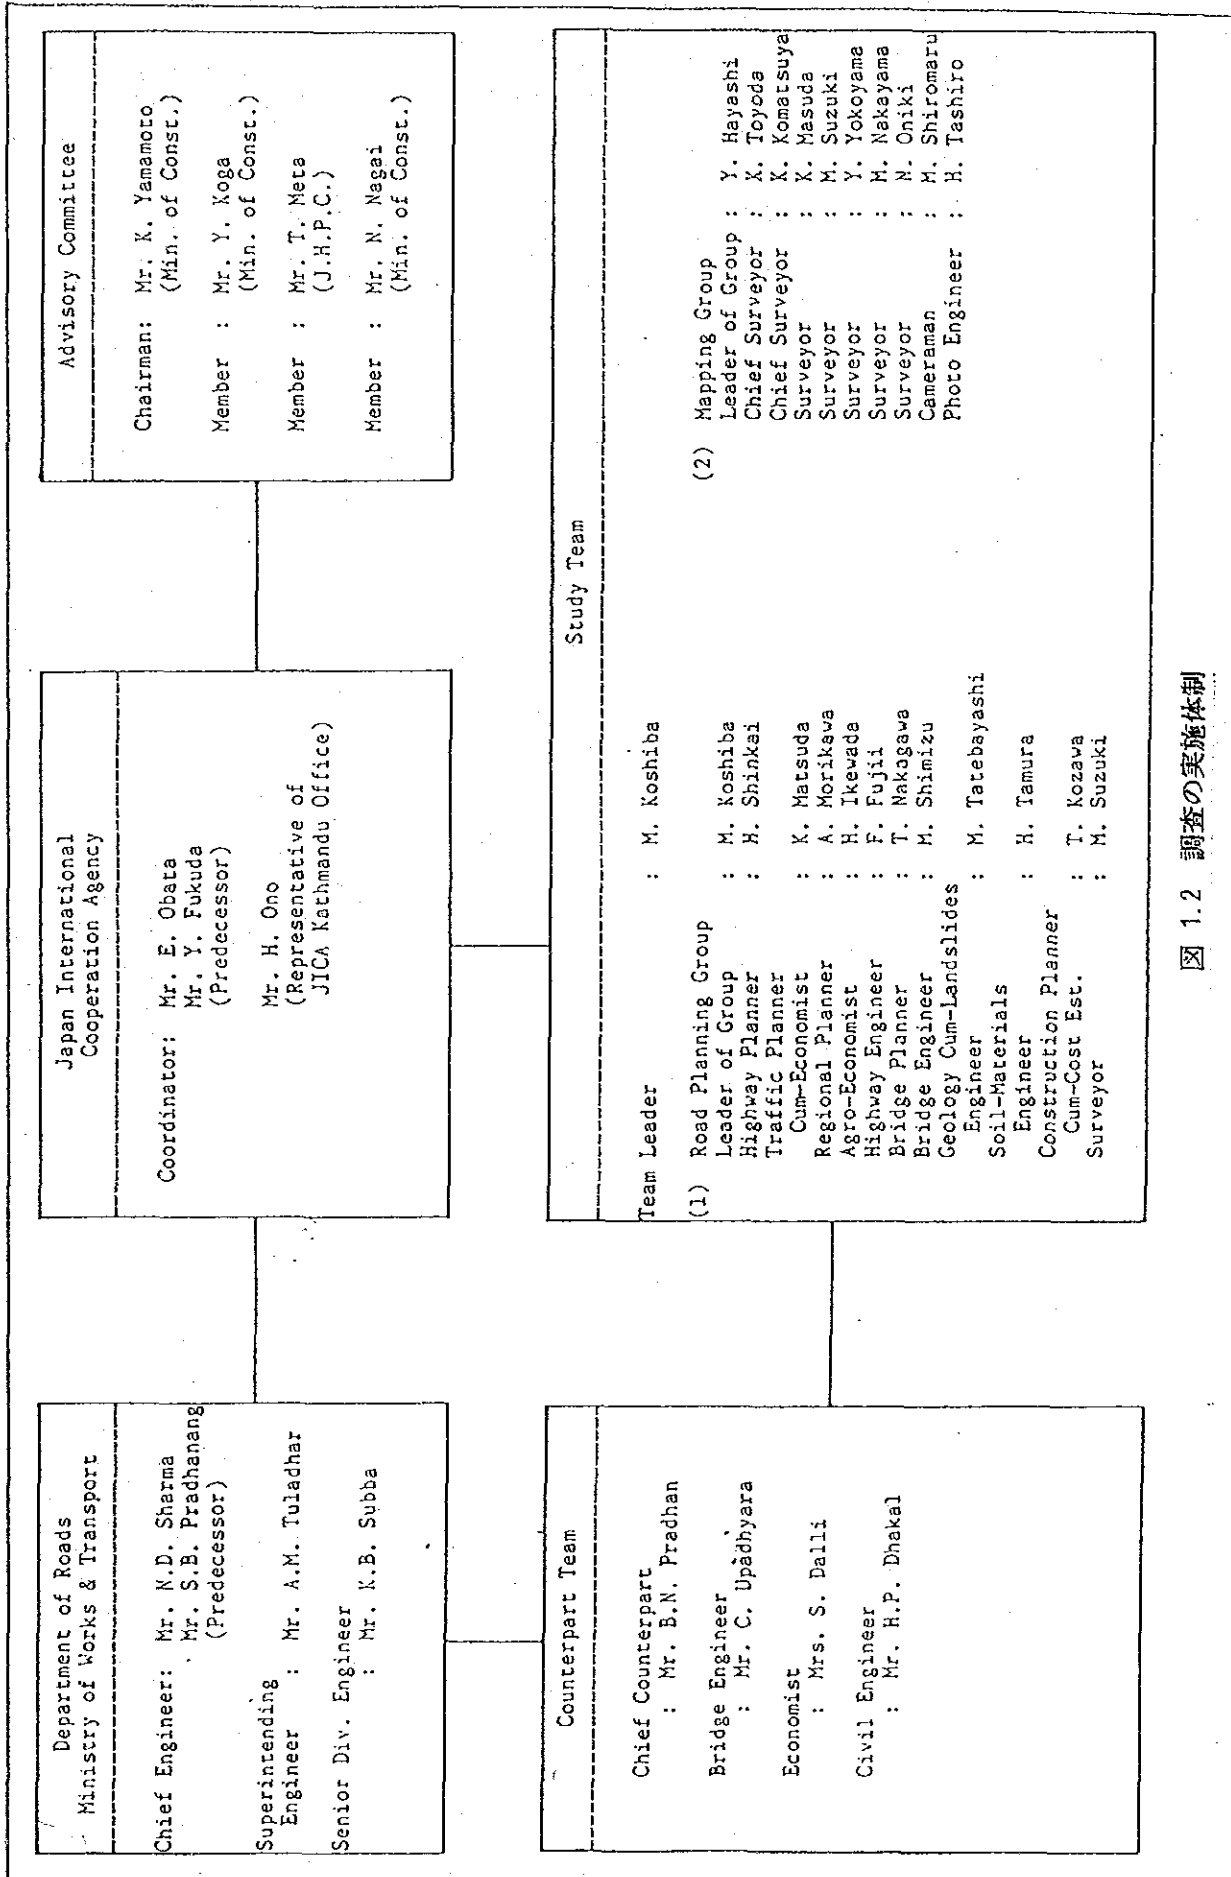 Department of Roads
Ministry of Works & Transport
Chief Engineer: Mr. N.D. Sharma
Mr. S.B. Pradhanang
(Predecessor)
Superintending
Engineer : Mr. A.M. Tuladhar
Senior Div. Engineer
: Mr. K.B. Subba
Japan International
Cooperation Agency
Coordinator: Mr. E. Obata
Mr. Y. Fukuda
(Predecessor)
Mr. H. Ono
(Representative of
JICA Kathmandu Office)
Advisory Committee
Chairman: Mr. K. Yamamoto
(Min. of Const.)
Member : Mr. Y. Koga
(Min. of Const.)
Member : Mr. T. Meta
(J.H.P.C.)
Member : Mr. N. Nagai
(Min. of Const.)
Counterpart Team
Chief Counterpart
: Mr. B.N. Pradhan
Bridge Engineer
: Mr. C. Upadhyara
Economist
: Mrs. S. Dalli
Civil Engineer
: Mr. H.P. Dhakal
Study Team
Team Leader : M. Koshiba
(1) Road Planning Group
Leader of Group : M. Koshiba
Highway Planner : H. Shinkai
Traffic Planner
Cum-Economist : K. Matsuda
Regional Planner : A. Morikawa
Agro-Economist : H. Ikewada
Highway Engineer : F. Fujii
Bridge Planner : T. Nakogawa
Bridge Engineer : M. Shimizu
Geology Cum-Landslides
Engineer : M. Tatebayashi
Soil-Materials
Engineer : H. Tamura
Construction Planner
Cum-Cost Est. : T. Kozawa
Surveyor : M. Suzuki
(2) Mapping Group
Leader of Group : Y. Hayashi
Chief Surveyor : K. Toyoda
Chief Surveyor : K. Komatsuya
Surveyor : K. Masuda
Surveyor : M. Suzuki
Surveyor : Y. Yokoyama
Surveyor : M. Nakayama
Surveyor : N. Oniki
Cameraman : M. Shiromaru
Photo Engineer : H. Tashiro
図 1.2 調査の実施体制